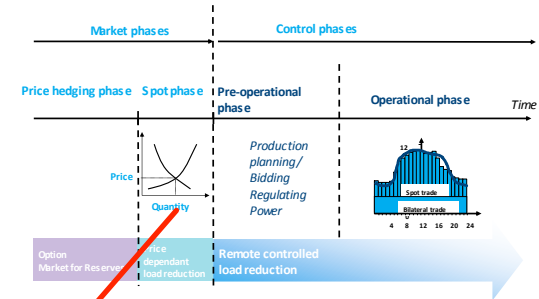 Market phases
Control phases
Price hedging phase
Spot phase
Pre-operational
phase
Operational phase
Time
Price
Quantity
Production
planning/
Bidding
Regulating
Power
12
Spot trade
Bilateral trade
4 8 12 16 20 24
Option
Market for Reserves
dependant
load reduction
Remote controlled
load reduction